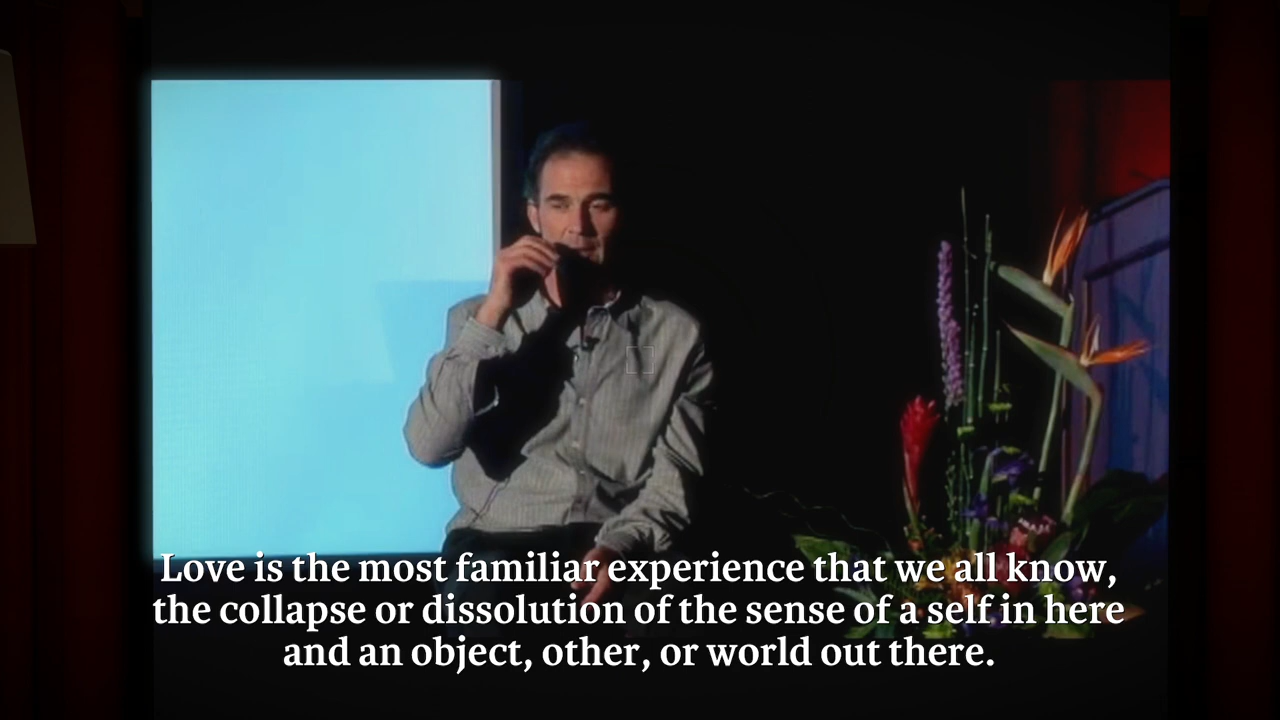 Love is the most familiar experience that we all know,
the collapse or dissolution of the sense of a self in here
and an object, other, or world out there.